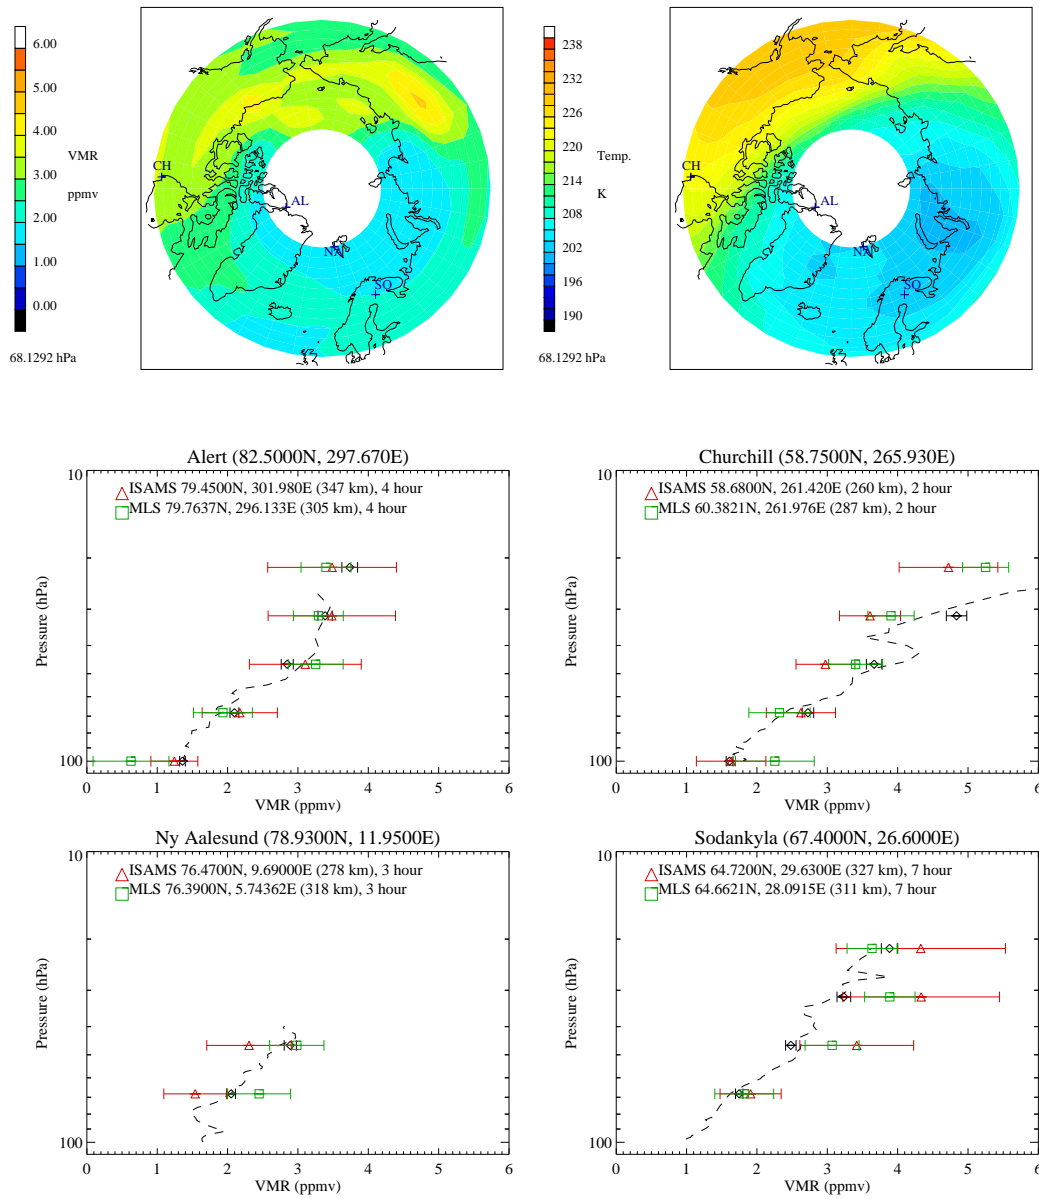 6.00
5.00
4.00
VMR
3.00
ppmv
2.00
1.00
0.00
68.1292 hPa
CH
AL
NA
SO
238
232
226
220
Temp.
214
K
208
202
196
190
68.1292 hPa
CH
AL
NA
SO
Alert (82.5000N, 297.670E)
ISAMS 79.4500N, 301.980E (347 km), 4 hour
MLS 79.7637N, 296.133E (305 km), 4 hour
10
Pressure (hPa)
100
0 1 2 3 4 5 6
VMR (ppmv)
Churchill (58.7500N, 265.930E)
ISAMS 58.6800N, 261.420E (260 km), 2 hour
MLS 60.3821N, 261.976E (287 km), 2 hour
10
Pressure (hPa)
100
0 1 2 3 4 5 6
VMR (ppmv)
Ny Aalesund (78.9300N, 11.9500E)
ISAMS 76.4700N, 9.69000E (278 km), 3 hour
MLS 76.3900N, 5.74362E (318 km), 3 hour
10
Pressure (hPa)
100
0 1 2 3 4 5 6
VMR (ppmv)
Sodankyla (67.4000N, 26.6000E)
ISAMS 64.7200N, 29.6300E (327 km), 7 hour
MLS 64.6621N, 28.0915E (311 km), 7 hour
10
Pressure (hPa)
100
0 1 2 3 4 5 6
VMR (ppmv)